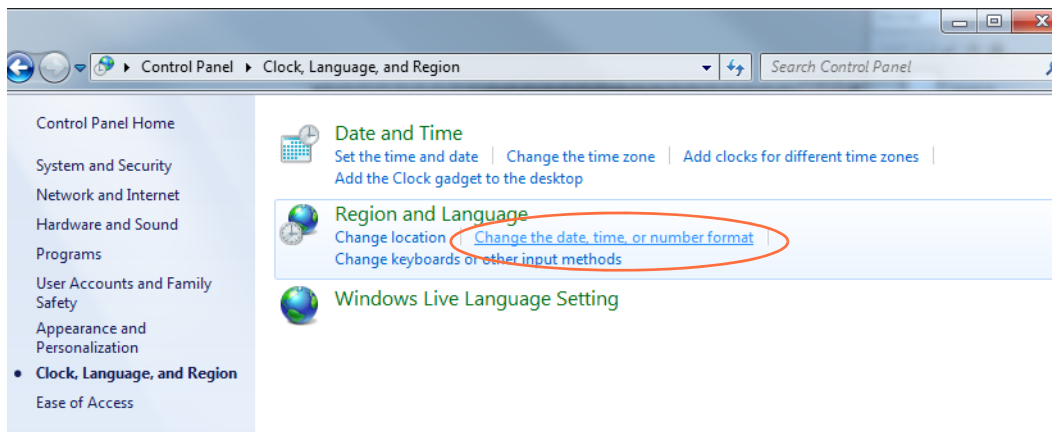 Control Panel Clock, Language, and Region
Search Control Panel
Control Panel Home
System and Security
Network and Internet
Hardware and Sound
Programs
User Accounts and Family
Safety
Appearance and
Personalization
Clock, Language, and Region
Ease of Access
Date and Time
Set the time and date Change the time zone Add clocks for different time zones
Add the Clock gadget to the desktop
Region and Language
Change location Change the date, time, or number format
Change keyboards or other input methods
Windows Live Language Setting